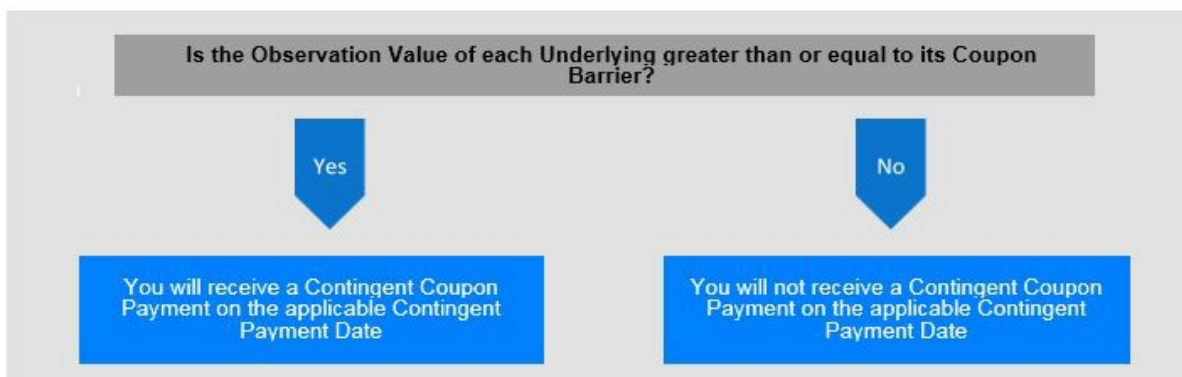 Is the Observation Value of each Underlying greater than or equal to its Coupon
Barrier?
Yes
No
You will receive a Contingent Coupon
Payment on the applicable Contingent
Payment Date
You will not receive a Contingent Coupon
Payment on the applicable Contingent
Payment Date